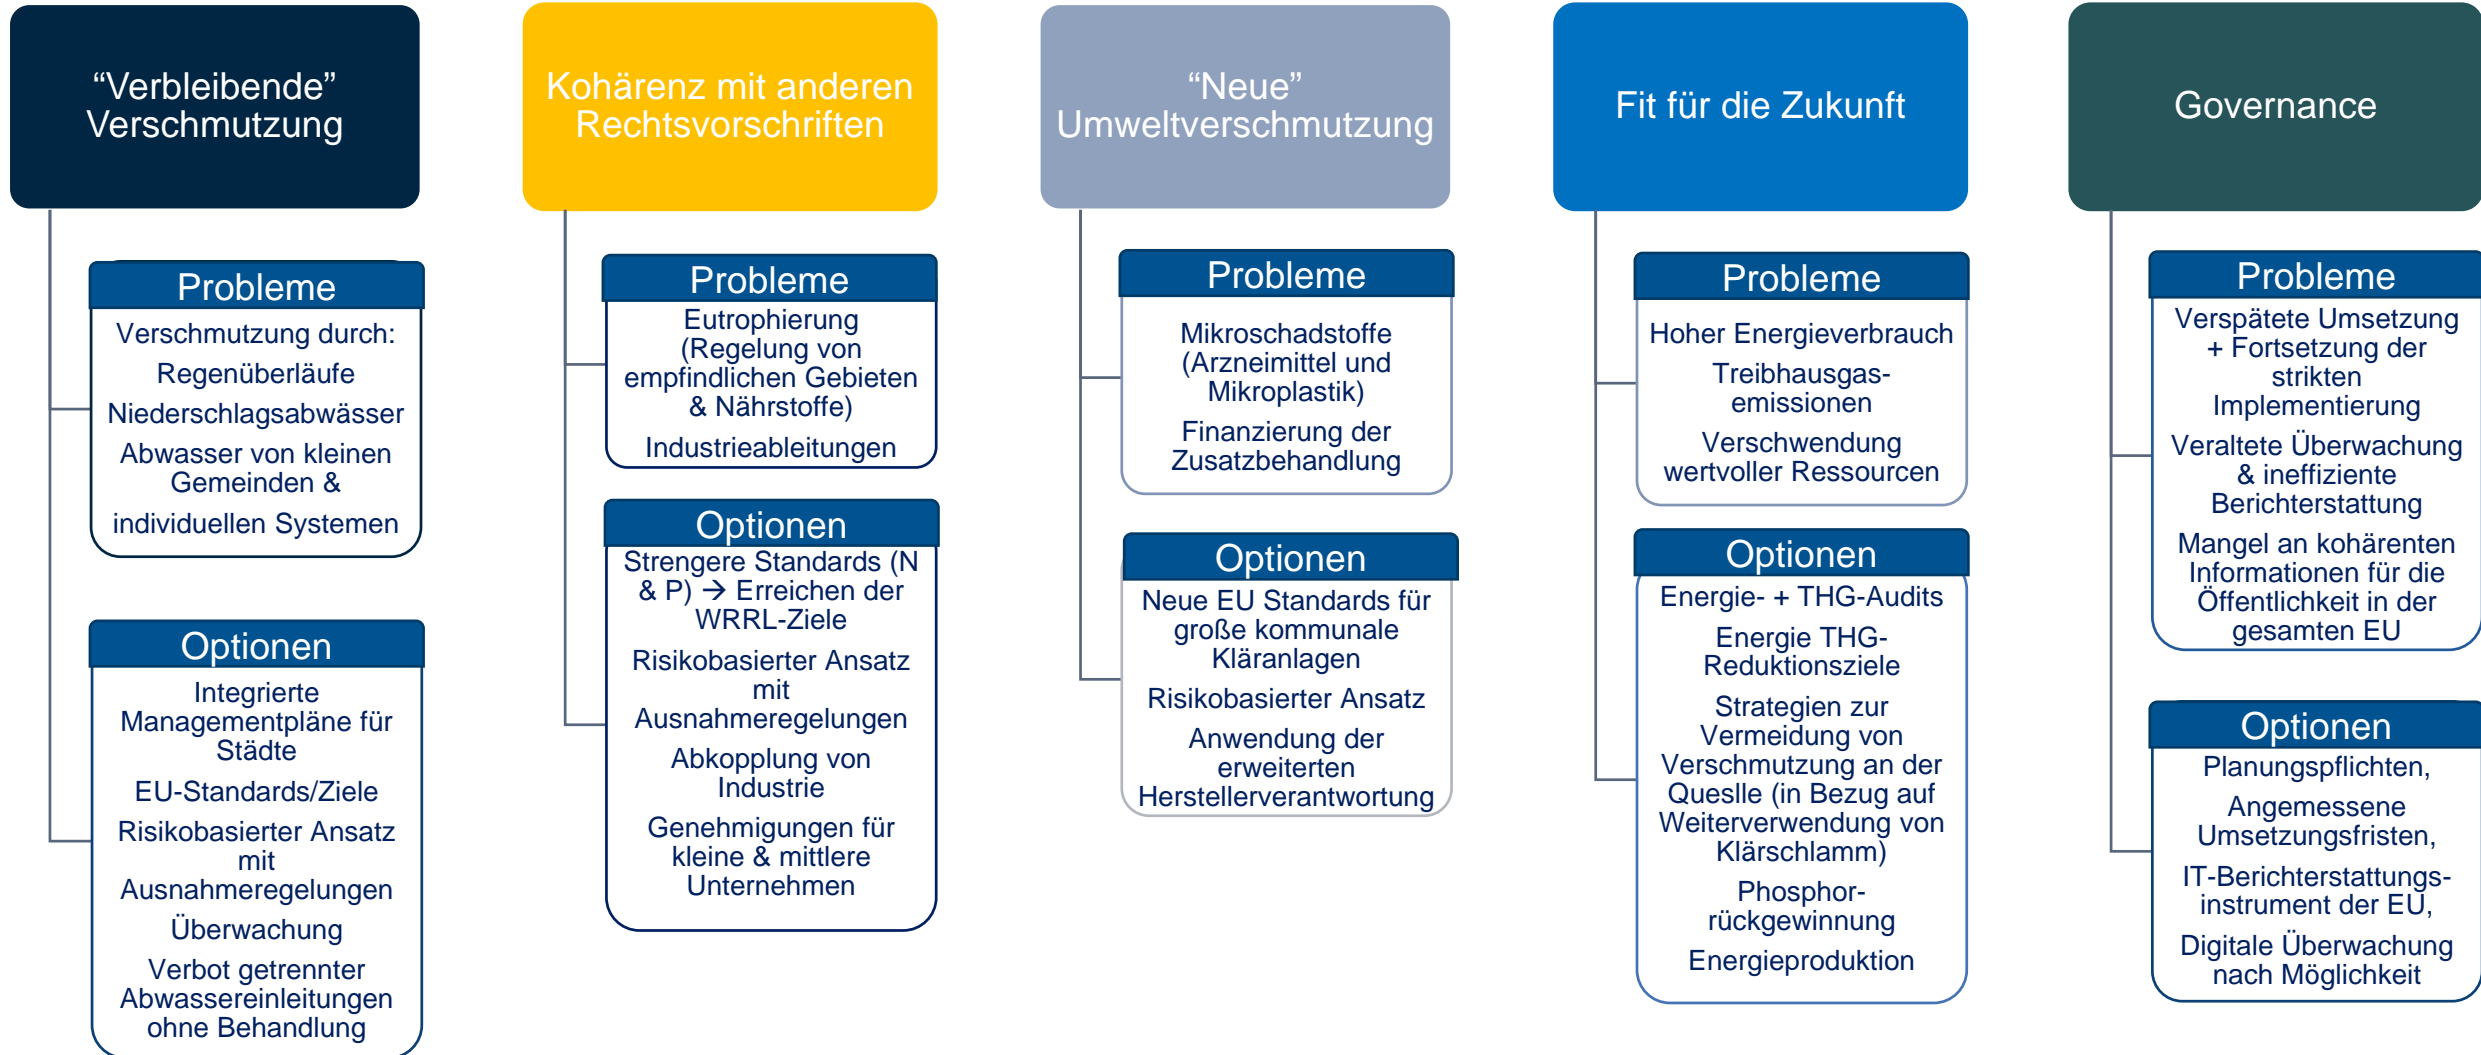 “Verbleibende”
Verschmutzung
Probleme
Verschmutzung durch:
Regenüberläufe
Niederschlagsabwässer
Abwasser von kleinen
Gemeinden &
individuellen Systemen
Optionen
Integrierte
Managementpläne für
Städte
EU-Standards/Ziele
Risikobasierter Ansatz
mit
Ausnahmeregelungen
Überwachung
Verbot getrennter
Abwassereinleitungen
ohne Behandlung
Kohärenz mit anderen
Rechtsvorschriften
Probleme
Eutrophierung
(Regelung von
empfindlichen Gebieten
& Nährstoffe)
Industrieableitungen
Optionen
Strengere Standards (N
& P) → Erreichen der
WRRL-Ziele
Risikobasierter Ansatz
mit
Ausnahmeregelungen
Abkopplung von
Industrie
Genehmigungen für
kleine & mittlere
Unternehmen
“Neue”
Umweltverschmutzung
Probleme
Mikroschadstoffe
(Arzneimittel und
Mikroplastik)
Finanzierung der
Zusatzbehandlung
Optionen
Neue EU Standards für
große kommunale
Kläranlagen
Risikobasierter Ansatz
Anwendung der
erweiterten
Herstellerverantwortung
Fit für die Zukunft
Probleme
Hoher Energieverbrauch
Treibhausgas-
emissionen
Verschwendung
wertvoller Ressourcen
Optionen
Energie- + THG-Audits
Energie THG-
Reduktionsziele
Strategien zur
Vermeidung von
Verschmutzung an der
Queslle (in Bezug auf
Weiterverwendung von
Klärschlamm)
Phosphor-
rückgewinnung
Energieproduktion
Governance
Probleme
Verspätete Umsetzung
+ Fortsetzung der
strikten
Implementierung
Veraltete Überwachung
& ineffiziente
Berichterstattung
Mangel an kohärenten
Informationen für die
Öffentlichkeit in der
gesamten EU
Optionen
Planungspflichten,
Angemessene
Umsetzungsfristen,
IT-Berichterstattungs-
instrument der EU,
Digitale Überwachung
nach Möglichkeit